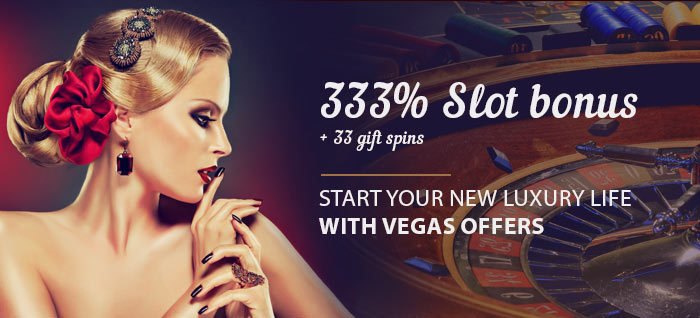 333% Slot bonus
+ 33 gift spins
START YOUR NEW LUXURY LIFE
WITH VEGAS OFFERS